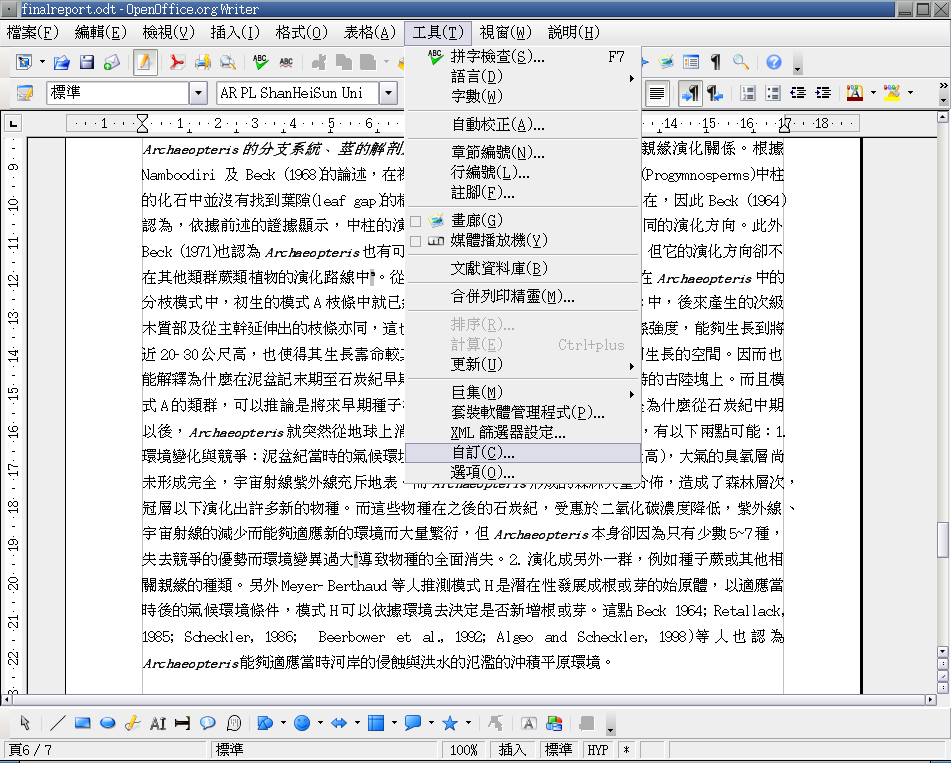 finalreport.odt - OpenOffice.org Writer
檔案(F) 編輯(E) 檢視(V) 插入(I) 格式(O) 表格(A) 工具(T) 視窗(W) 說明(H)
標準 AR PL ShanHeiSun Uni
拼字檢查(S)... F7
語言(D)
字數(W)
自動校正(A)...
章節編號(N)...
行編號(L)...
註腳(F)...
畫廊(G)
媒體播放機(Y)
文獻資料庫(B)
合併列印精靈(M)...
排序(R)...
計算(E) Ctrl+plus
更新(U)
巨集(M)
套裝軟體管理程式(P)...
XML 篩選器設定...
自訂(C)...
選項(O)...
1 1 2 3 4 5 6 14 15 16 17 18
9
10
11
12
13
14
15
16
17
18
19
20
21
22
Archaeopteris 的分支系統、莖的解剖 親緣演化關係。根據
Namboodiri 及 Beck (1968)的論述，在 (Progymnosperms)中柱
的化石中並沒有找到葉隙(leaf gap)的 在，因此 Beck (1964)
認為，依據前述的證據顯示，中柱的演 同的演化方向。此外
Beck (1971)也認為 Archaeopteris 也有可 但它的演化方向卻不
在其他類群蕨類植物的演化路線中。從 在 Archaeopteris 中的
分枝模式中，初生的模式 A 枝條中就已 中，後來產生的次級
木質部及從主幹延伸出的枝條亦同，這也 強度，能夠生長到將
近 20-30 公尺高，也使得其生長壽命較 生長的空間。因而也
能解釋為什麼在泥盆記末期至石炭紀早期 的古陸塊上。而且模
式 A 的類群，可以推論是將來早期種子 為什麼從石炭紀中期
以後，Archaeopteris 就突然從地球上消 ，有以下兩點可能：1.
環境變化與競爭：泥盆紀當時的氣候環境 高)，大氣的臭氧層尚
未形成完全，宇宙射線紫外線充斥地表，而 Archaeopteris 形成的森林大量分佈，造成了森林層次，
冠層以下演化出許多新的物種。而這些物種在之後的石炭紀，受惠於二氧化碳濃度降低，紫外線、
宇宙射線的減少而能夠適應新的環境而大量繁衍，但 Archaeopteris 本身卻因為只有少數 5~7 種，
失去競爭的優勢而環境變異過大導致物種的全面消失。2. 演化成另外一群，例如種子蕨或其他相
關親緣的種類。另外 Meyer-Berthaud 等人推測模式 H 是潛在性發展成根或芽的始原體，以適應當
時後的氣候環境條件，模式 H 可以依據環境去決定是否新增根或芽。這點 Beck 1964; Retallack,
1985; Scheckler, 1986; Beerbower et al., 1992; Algeo and Scheckler, 1998)等人也認為
Archaeopteris 能夠適應當時河岸的侵蝕與洪水的氾濫的沖積平原環境。
頁6 / 7 標準 100% 插入 標準 HYP *